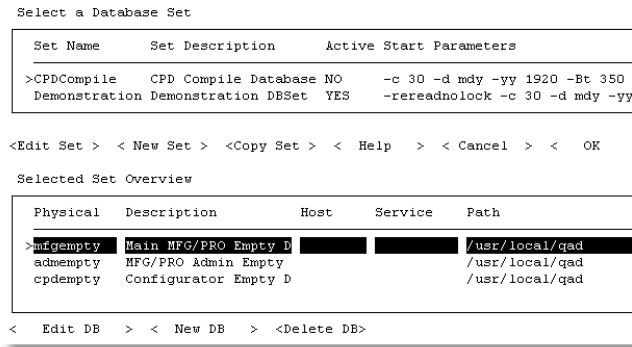 Select a Database Set
Set Name Set Description Active Start Parameters
>CPDCompile CPD Compile Database NO -c 30 -d mdy -yy 1920 -Bt 350
Demonstration Demonstration DBSet YES -rereadnolock -c 30 -d mdy -yy
<Edit Set > < New Set > <Copy Set > < Help > < Cancel > < OK
Selected Set Overview
Physical Description Host Service Path
>mfgempty Main MFG/PRO Empty D /usr/local/qad
admempty MFG/PRO Admin Empty /usr/local/qad
cpdempty Configurator Empty D /usr/local/qad
< Edit DB > < New DB > <Delete DB>